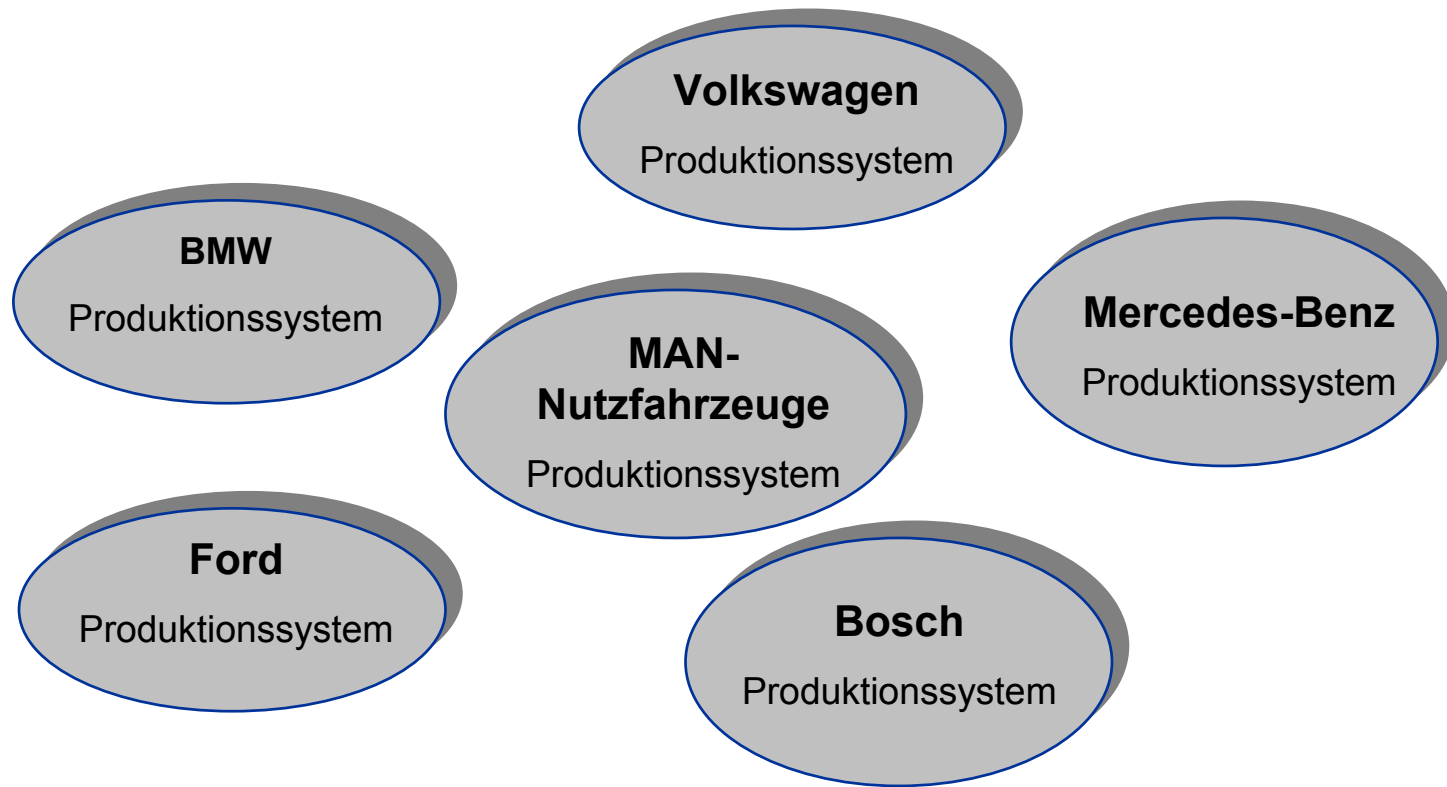 Volkswagen
Produktionssystem
BMW
Produktionssystem
Mercedes-Benz
Produktionssystem
MAN-
Nutzfahrzeuge
Produktionssystem
Ford
Produktionssystem
Bosch
Produktionssystem